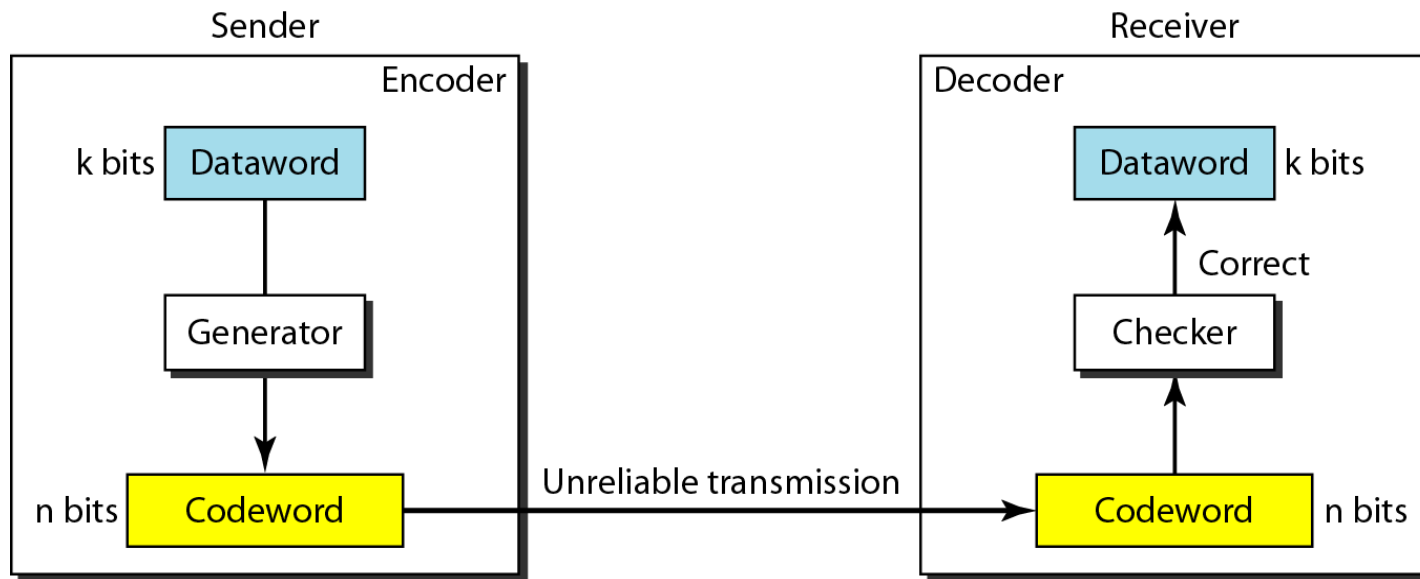 Sender
Receiver
Encoder
Decoder
k bits
Dataword
Dataword
k bits
Correct
Generator
Checker
Unreliable transmission
n bits
Codeword
Codeword
n bits